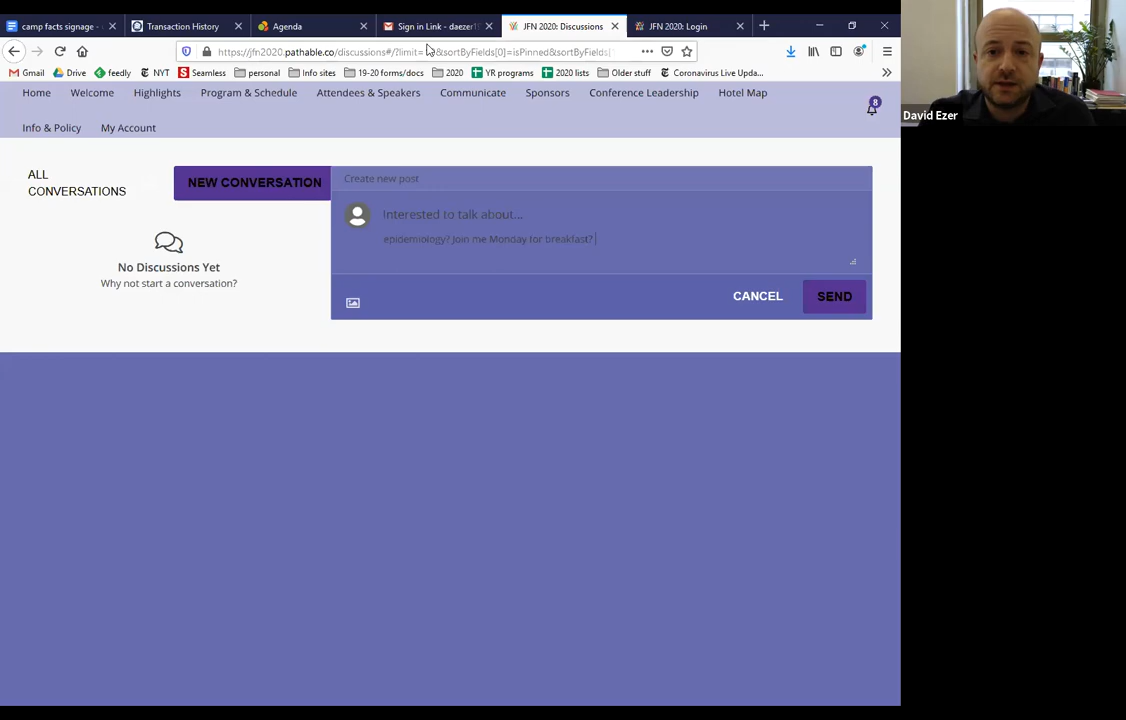 camp facts signage -
Transaction History
Agenda
Sign in Link - daezer1
JFN 2020: Discussions
JFN 2020: Login
https://jfn2020.pathable.co/discussions#/?limit=
&sortByFields[0]=isPinned&sortByFields[
Gmail
Drive
feedly
NYT
Seamless
personal
Info sites
19-20 forms/docs
2020
YR programs
2020 lists
Older stuff
Coronavirus Live Upda...
Home
Welcome
Highlights
Program & Schedule
Attendees & Speakers
Communicate
Sponsors
Conference Leadership
Hotel Map
8
Info & Policy
My Account
David Ezer
ALL
CONVERSATIONS
NEW CONVERSATION
Create new post
Interested to talk about...
epidemiology? Join me Monday for breakfast?
No Discussions Yet
Why not start a conversation?
CANCEL
SEND